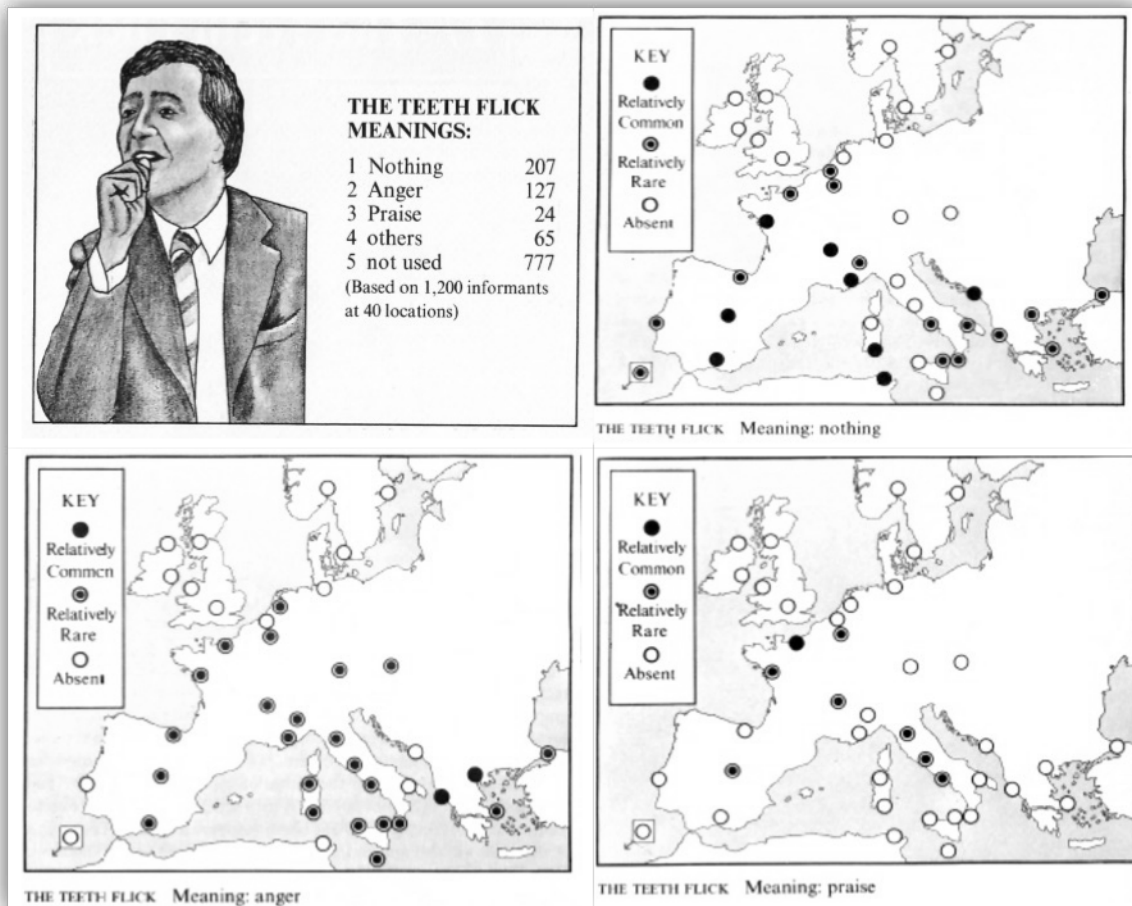 THE TEETH FLICK
MEANINGS:
1 Nothing 207
2 Anger 127
3 Praise 24
4 others 65
5 not used 777
(Based on 1,200 informants
at 40 locations)
KEY
Relatively
Common
Relatively
Rare
Absent
THE TEETH FLICK Meaning: nothing
KEY
Relatively
Common
Relatively
Rare
Absent
THE TEETH FLICK Meaning: anger
KEY
Relatively
Common
Relatively
Rare
Absent
THE TEETH FLICK Meaning: praise